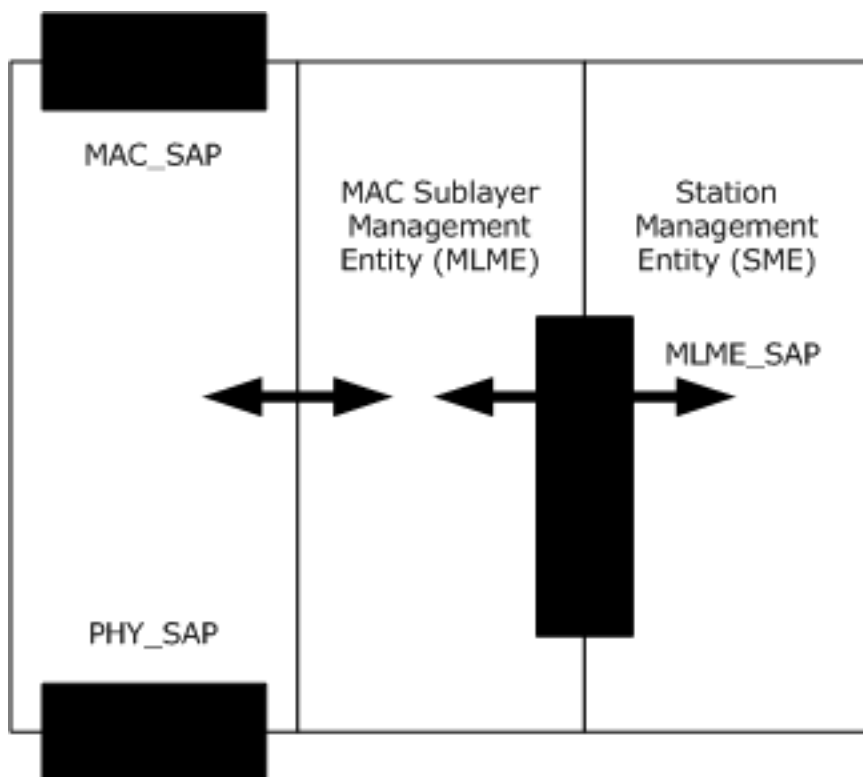 MAC_SAP
MAC Sublayer
Management
Entity (MLME)
Station
Management
Entity (SME)
MLME_SAP
PHY_SAP